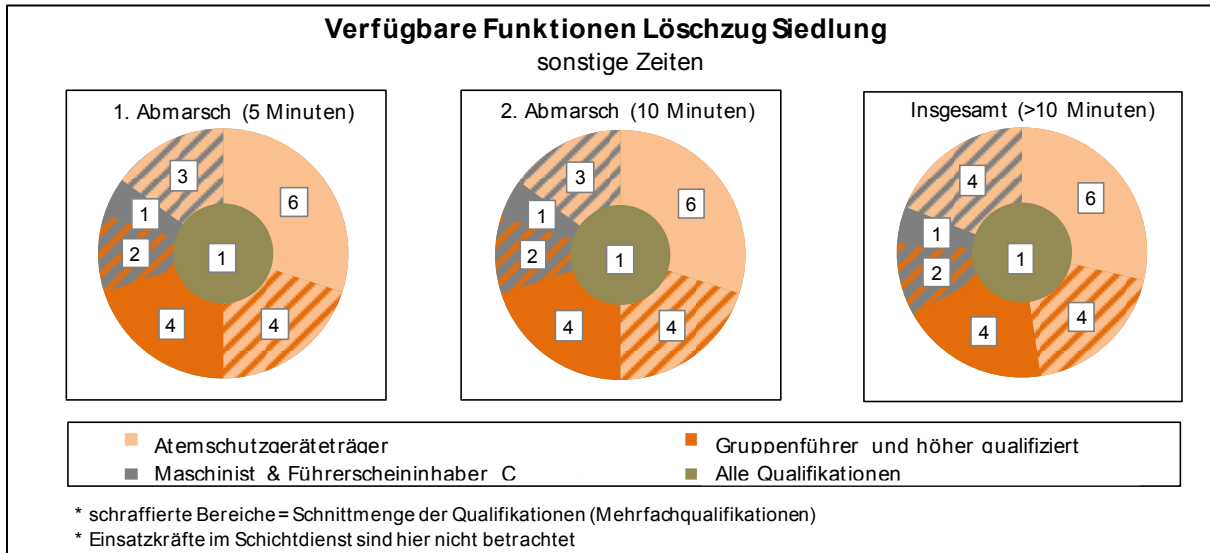 Verfügbare Funktionen Löschzug Siedlung
sonstige Zeiten
1. Abmarsch (5 Minuten)
3
6
1
2
1
4
4
2. Abmarsch (10 Minuten)
3
6
1
2
1
4
4
Insgesamt (>10 Minuten)
4
6
1
2
1
4
4
Atemschutzgeräteträger
Gruppenführer und höher qualifiziert
Maschinist & Führerscheininhaber C
Alle Qualifikationen
* schraffierte Bereiche = Schnittmenge der Qualifikationen (Mehrfachqualifikationen)
* Einsatzkräfte im Schichtdienst sind hier nicht betrachtet